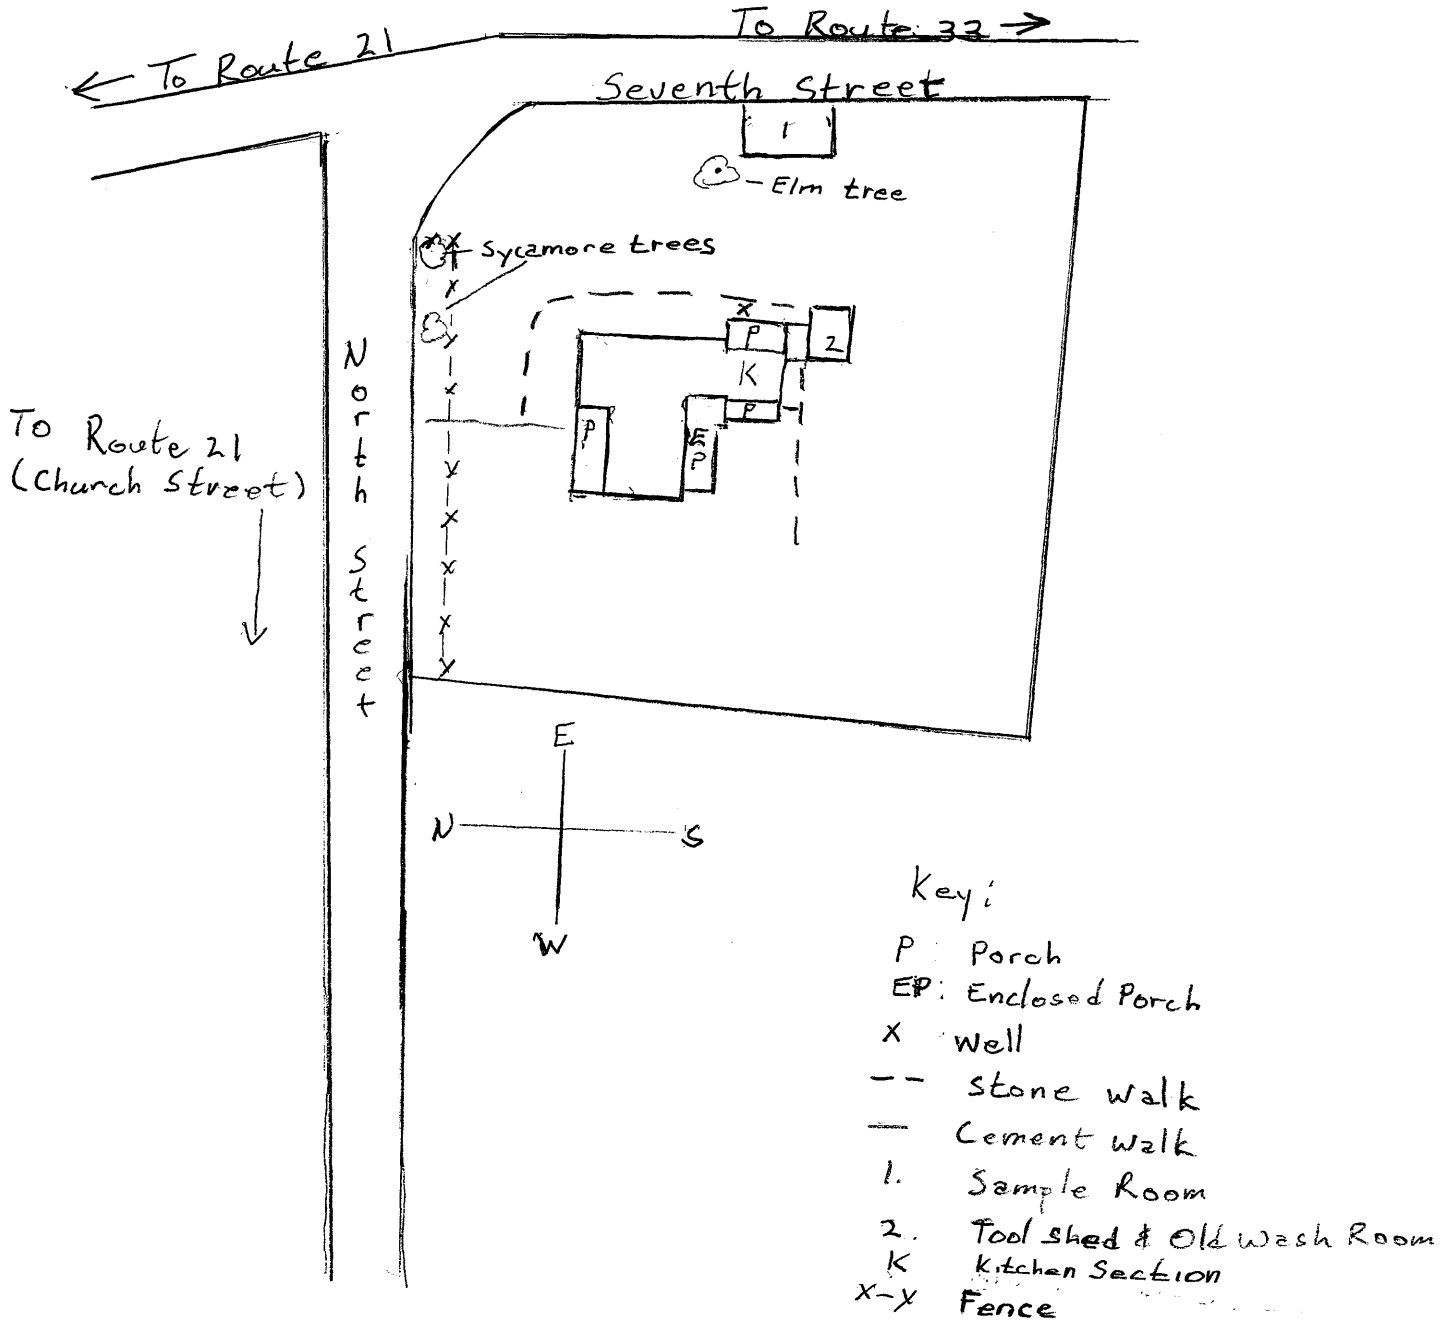 To Route 33 →
← To Route 21
Seventh Street
1
Elm tree
Sycamore trees
x
P
2
K
P
P
EP
North Street
To Route 21
(Church Street)
E
N S
W
Key:
P : Porch
EP: Enclosed Porch
X Well
-- Stone Walk
— Cement Walk
1. Sample Room
2. Tool Shed & Old Wash Room
K Kitchen Section
X-X Fence